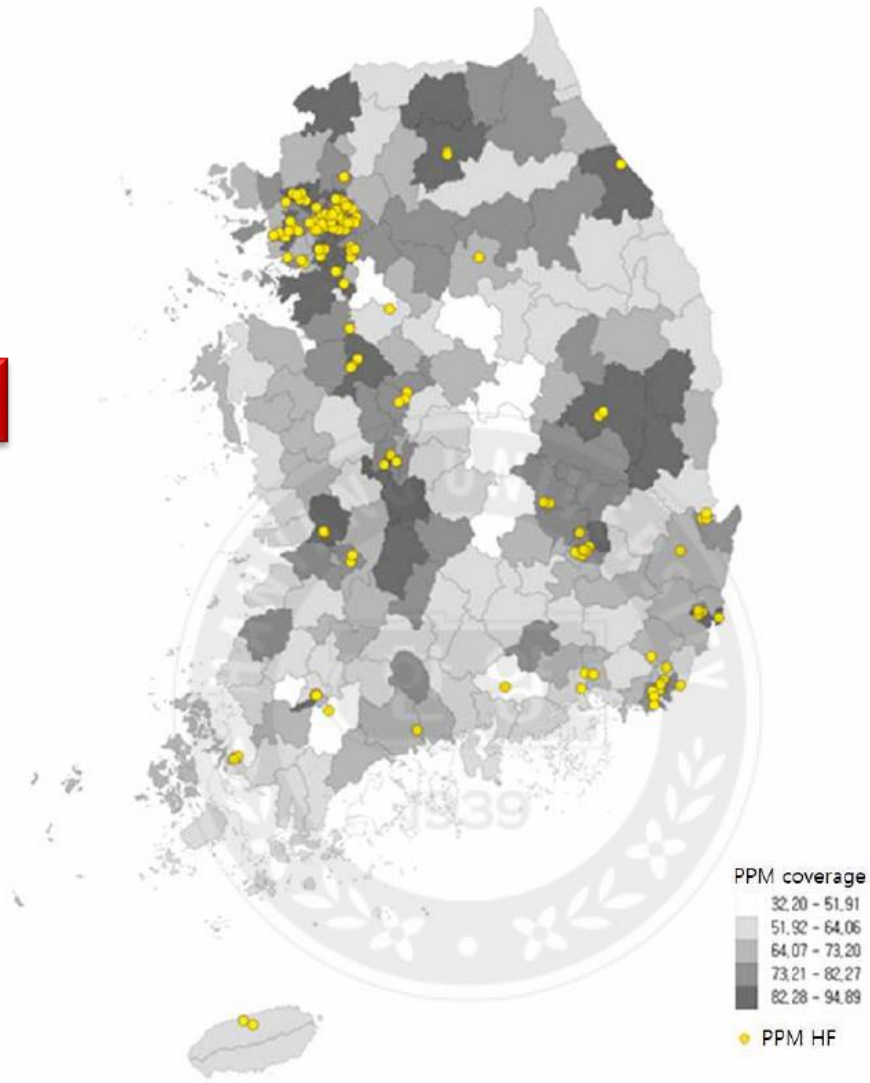 1939
PPM coverage
32,20 - 51,91
51,92 - 64,06
64,07 - 73,20
73,21 - 82,27
82,28 - 94,89
PPM HF